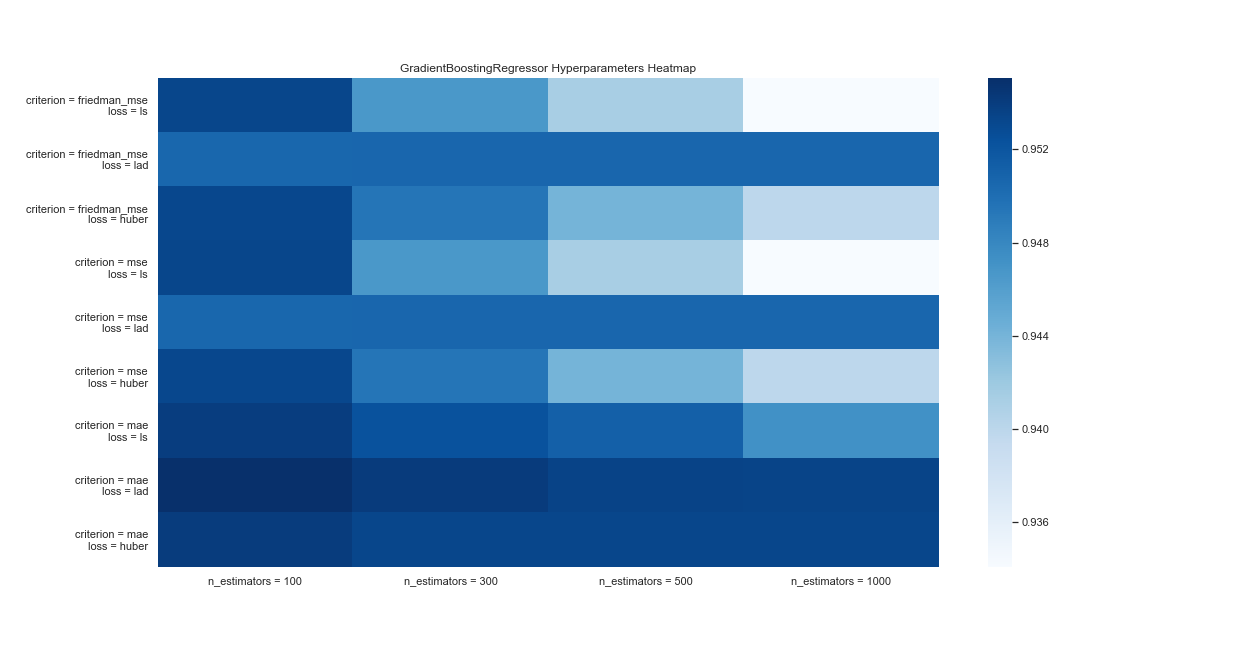 GradientBoostingRegressor Hyperparameters Heatmap
criterion = friedman_mse
loss = ls
criterion = friedman_mse
loss = lad
criterion = friedman_mse
loss = huber
criterion = mse
loss = ls
criterion = mse
loss = lad
criterion = mse
loss = huber
criterion = mae
loss = ls
criterion = mae
loss = lad
criterion = mae
loss = huber
n_estimators = 100
n_estimators = 300
n_estimators = 500
n_estimators = 1000
0.952
0.948
0.944
0.940
0.936